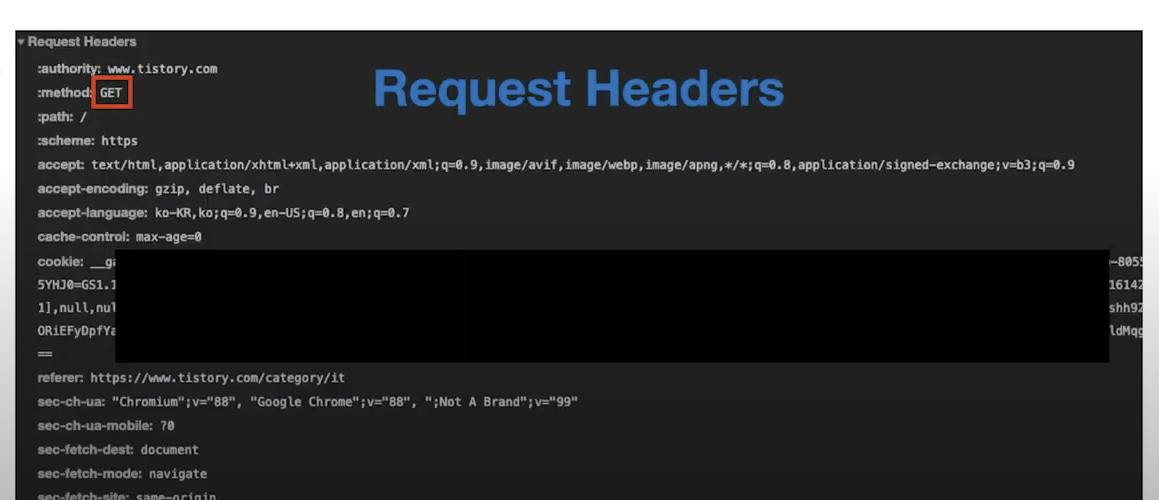 ▼Request Headers
Request Headers
:authority: www.tistory.com
:method: GET
:path: /
:scheme: https
accept: text/html,application/xhtml+xml,application/xml;q=0.9,image/avif,image/webp,image/apng,*/*;q=0.8,application/signed-exchange;v=b3;q=0.9
accept-encoding: gzip, deflate, br
accept-language: ko-KR,ko;q=0.9,en-US;q=0.8,en;q=0.7
cache-control: max-age=0
cookie: __ga -8055
5YHJ0=GS1.1 16142
1],null,nul shh92
ORiEFyDpfYa ldMqg
==
referer: https://www.tistory.com/category/it
sec-ch-ua: "Chromium";v="88", "Google Chrome";v="88", ";Not A Brand";v="99"
sec-ch-ua-mobile: ?0
sec-fetch-dest: document
sec-fetch-mode: navigate
sec-fetch-site: same-origin